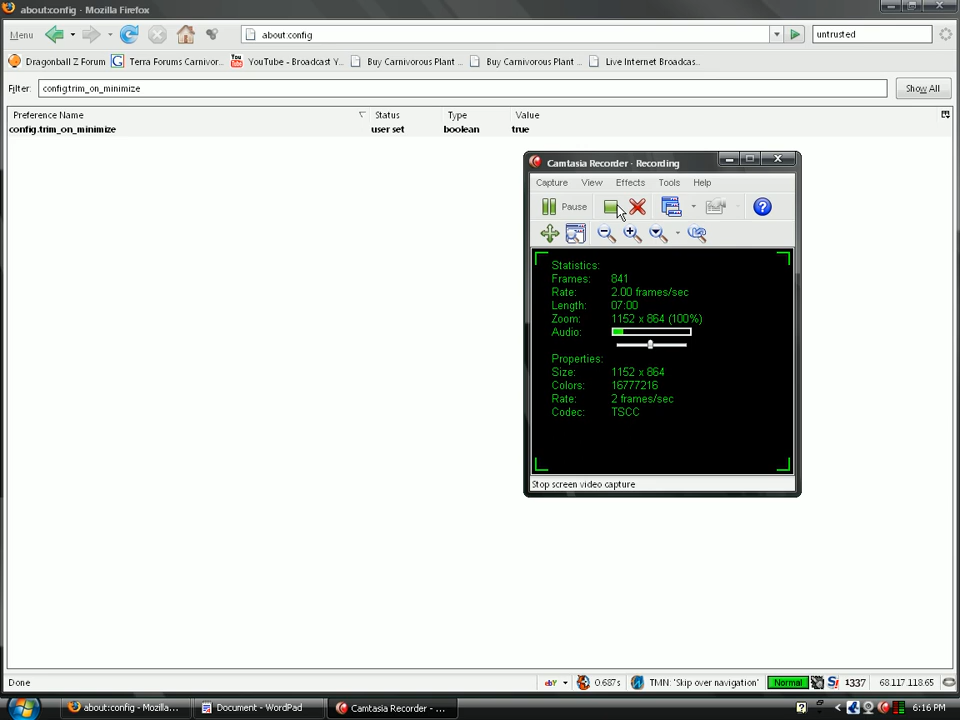 about:config - Mozilla Firefox
Menu
about:config
untrusted
Dragonball Z Forum
Terra Forums Carnivor...
YouTube - Broadcast Y...
Buy Carnivorous Plant ...
Buy Carnivorous Plant ...
Live Internet Broadcas...
Filter:
config.trim_on_minimize
Show All
Preference Name Status Type Value
config.trim_on_minimize user set boolean true
Camtasia Recorder - Recording
Capture View Effects Tools Help
Pause
Statistics:
Frames: 841
Rate: 2.00 frames/sec
Length: 07:00
Zoom: 1152 x 864 (100%)
Audio:
Properties:
Size: 1152 x 864
Colors: 16777216
Rate: 2 frames/sec
Codec: TSCC
Stop screen video capture
Done
0.687s
TMN: 'Skip over navigation'
Normal
1337
68.117.118.65
about:config - Mozilla...
Document - WordPad
Camtasia Recorder - ...
6:16 PM